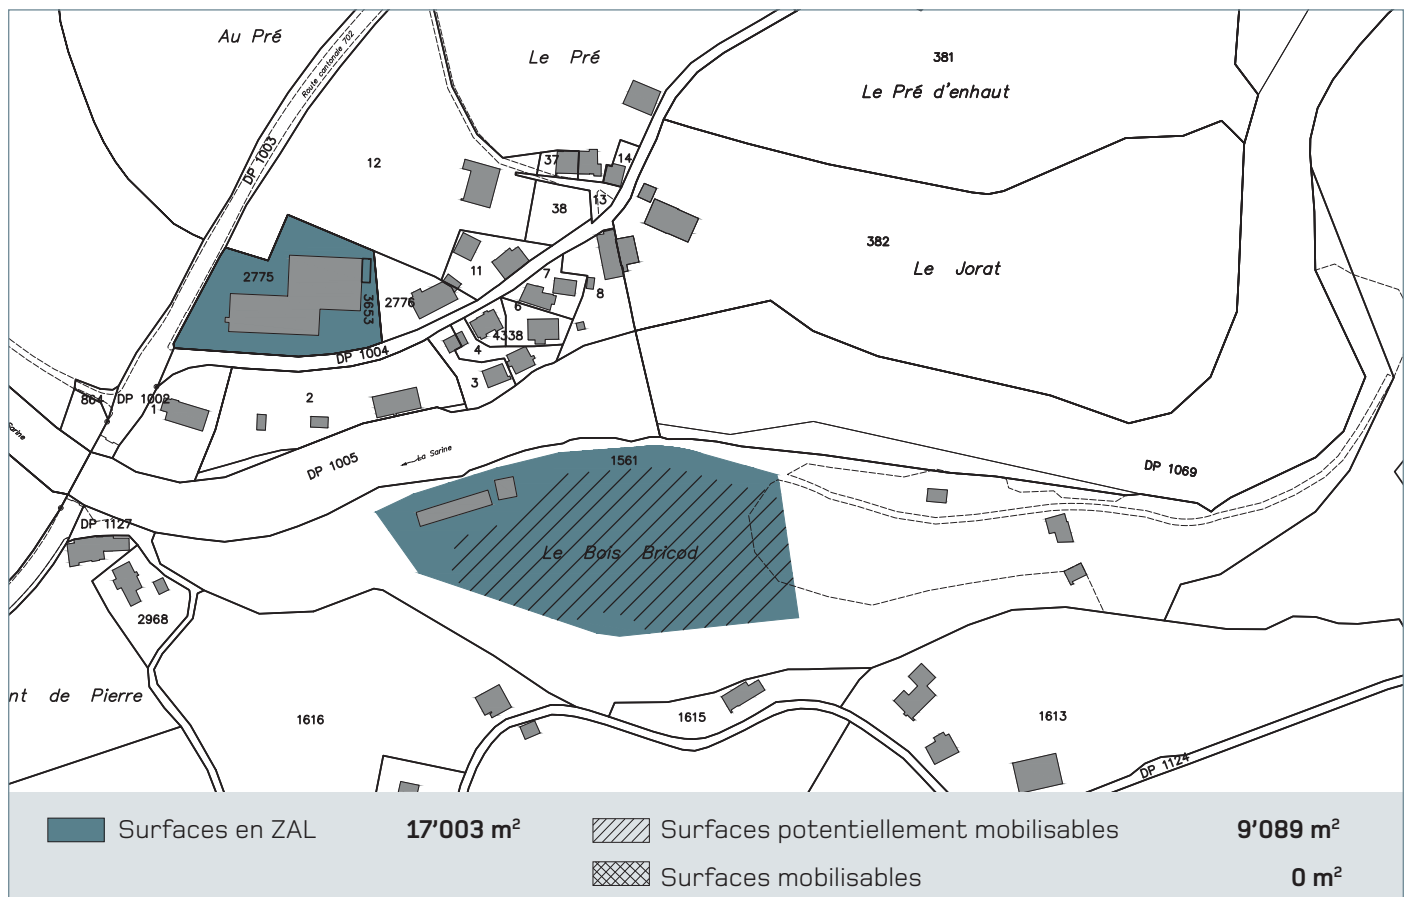 Au Pré
Le Pré
381
Le Pré d'enhaut
Route cantonale 702
DP 1003
12
37
14
13
38
382
Le Jorat
2775
3653
2776
11
7
8
6
4338
4
3
DP 1004
864
DP 1002
1
2
Sarine
DP 1005
La Sarine
1561
DP 1069
DP 1127
Le Bois Bricod
2968
nt de Pierre
1616
1615
1613
DP 1124
Surfaces en ZAL 17'003 m²
Surfaces potentiellement mobilisables 9'089 m²
Surfaces mobilisables 0 m²